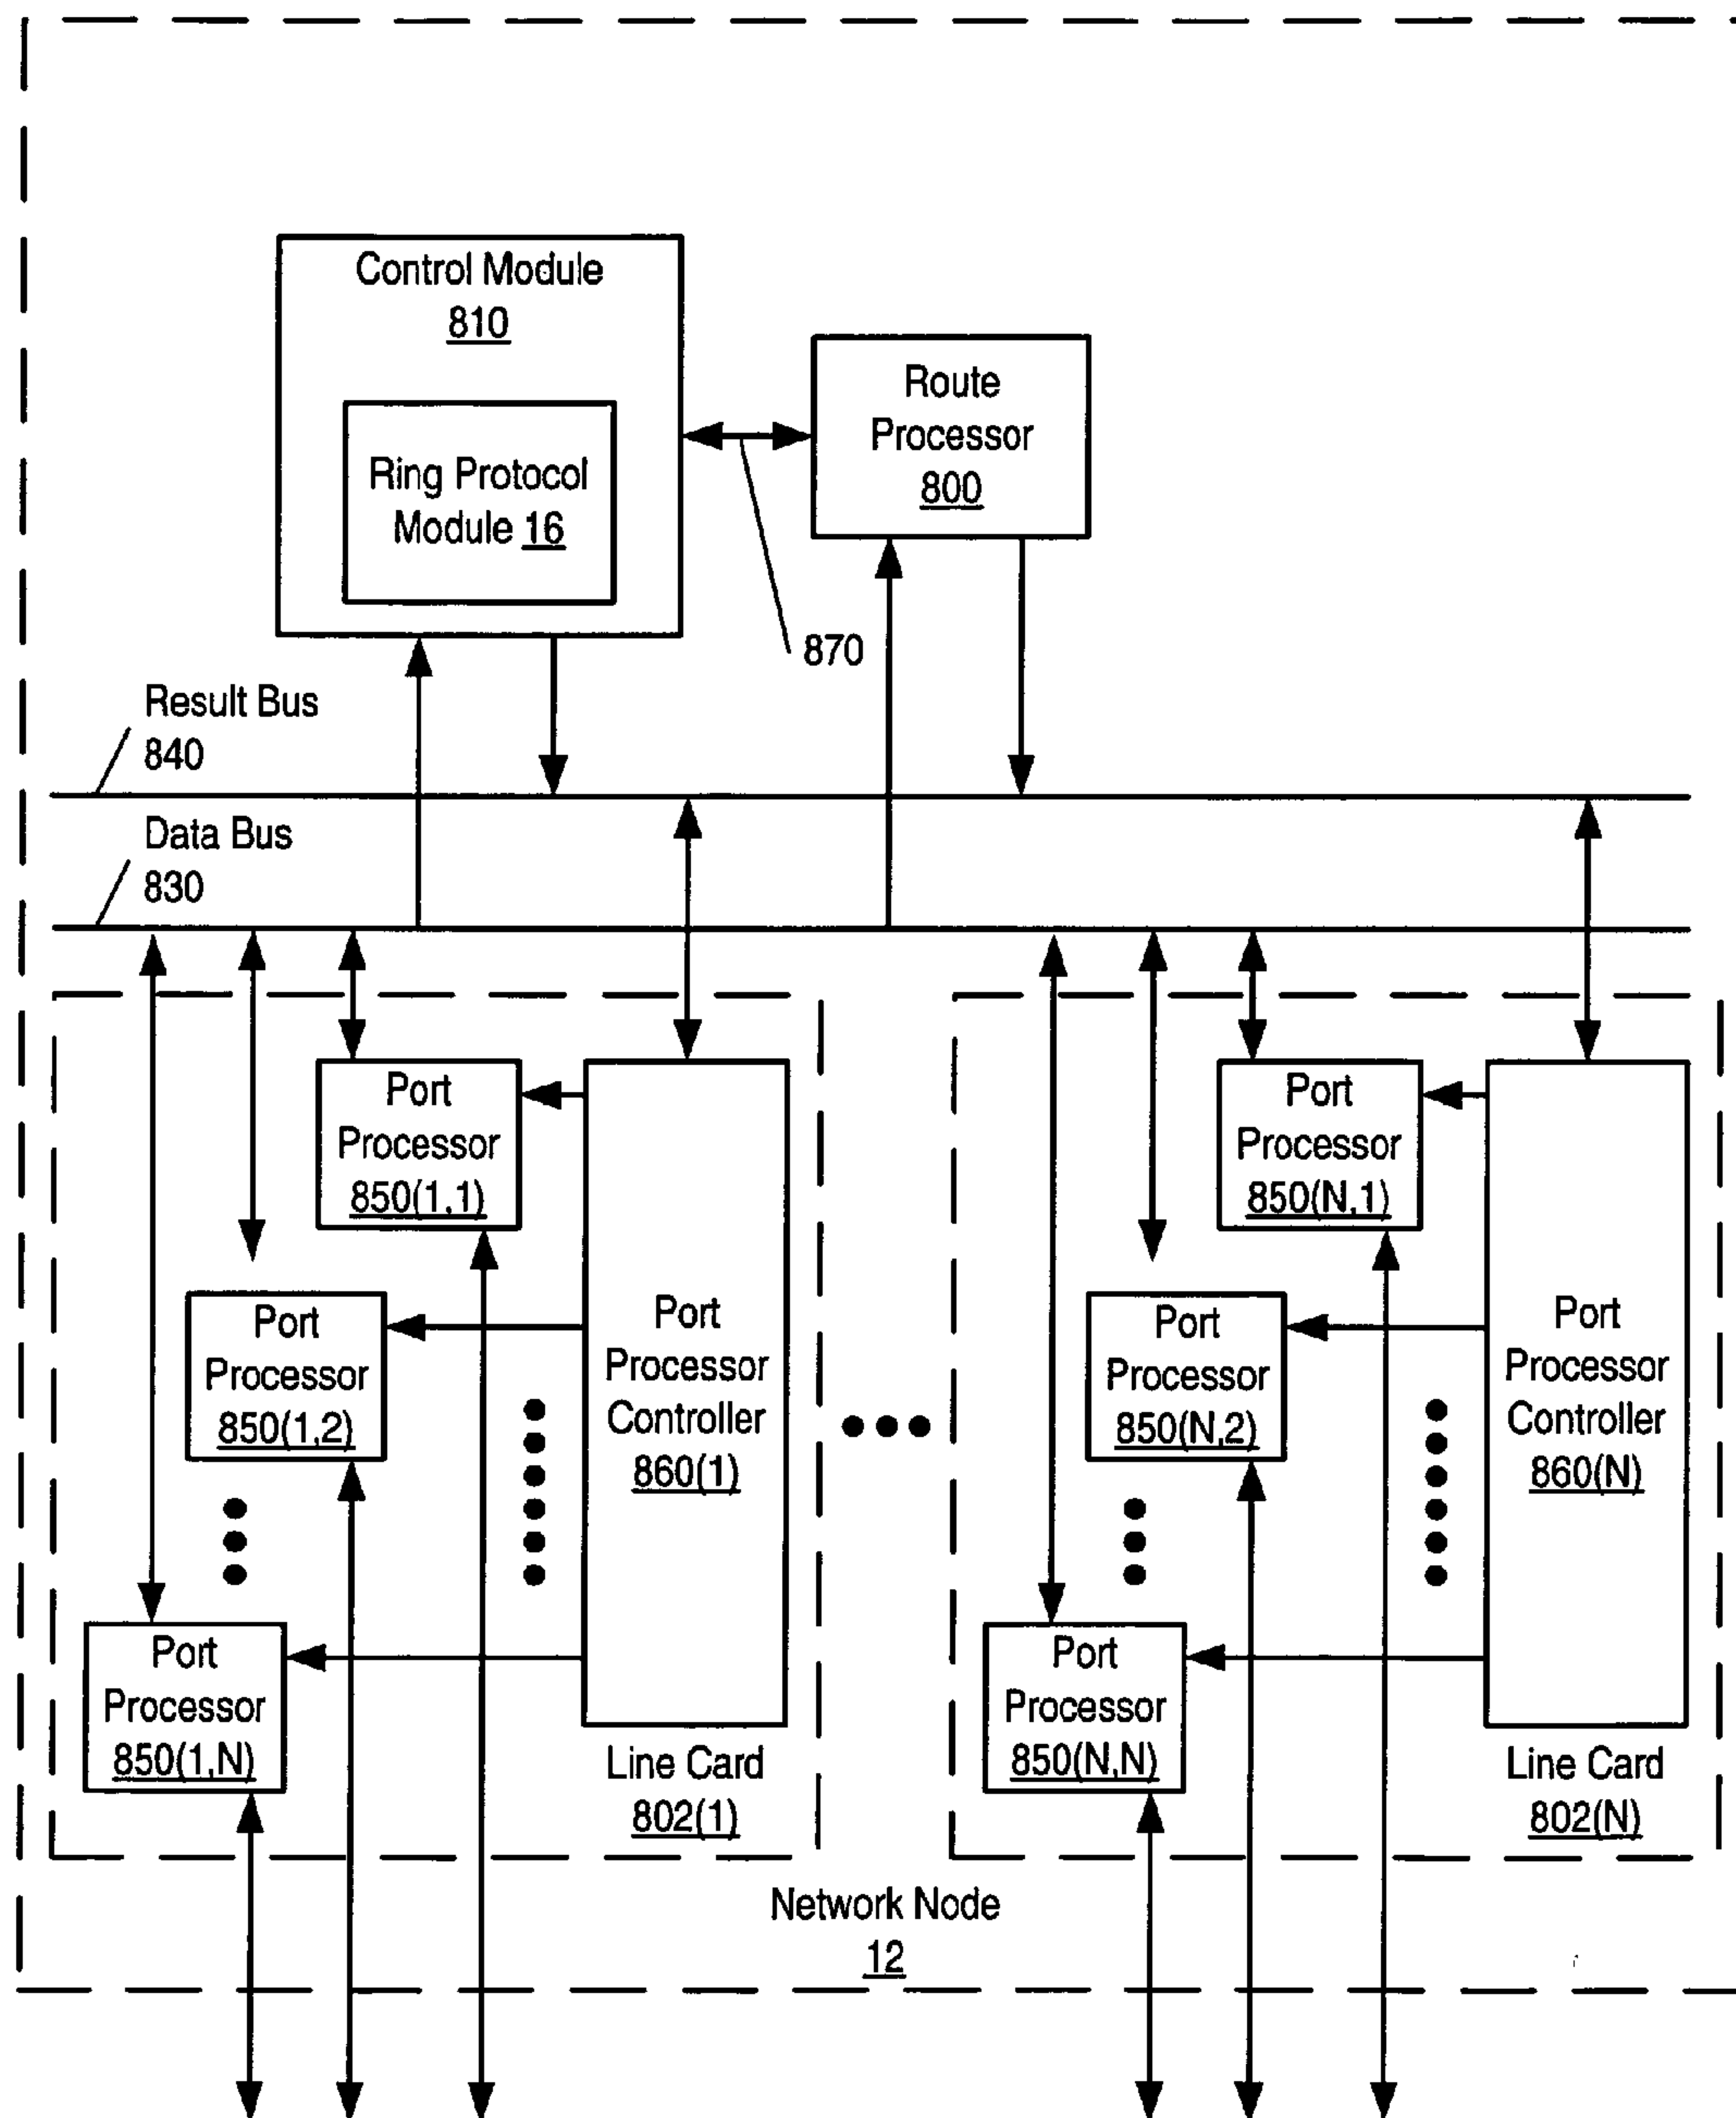 Control Module
810
Ring Protocol
Module 16
Route
Processor
800
870
Result Bus
840
Data Bus
830
Port
Processor
850(1,1)
Port
Processor
850(1,2)
Port
Processor
850(1,N)
Port
Processor
Controller
860(1)
Line Card
802(1)
Port
Processor
850(N,1)
Port
Processor
850(N,2)
Port
Processor
850(N,N)
Port
Processor
Controller
860(N)
Line Card
802(N)
Network Node
12